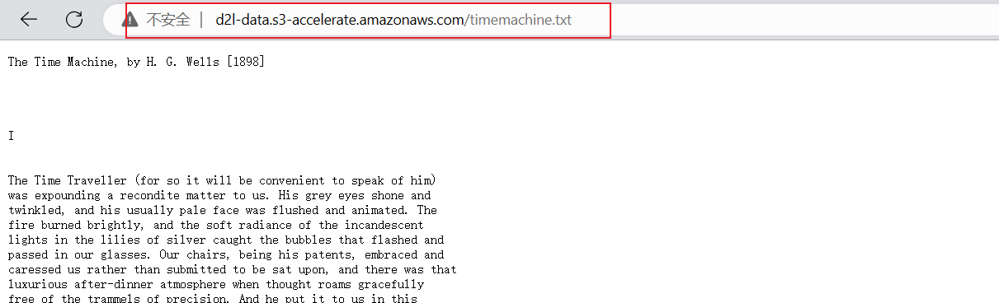 不安全 | d2l-data.s3-accelerate.amazonaws.com/timemachine.txt
The Time Machine, by H. G. Wells [1898]
I
The Time Traveller (for so it will be convenient to speak of him)
was expounding a recondite matter to us. His grey eyes shone and
twinkled, and his usually pale face was flushed and animated. The
fire burned brightly, and the soft radiance of the incandescent
lights in the lilies of silver caught the bubbles that flashed and
passed in our glasses. Our chairs, being his patents, embraced and
caressed us rather than submitted to be sat upon, and there was that
luxurious after-dinner atmosphere when thought roams gracefully
free of the trammels of precision. And he put it to us in this